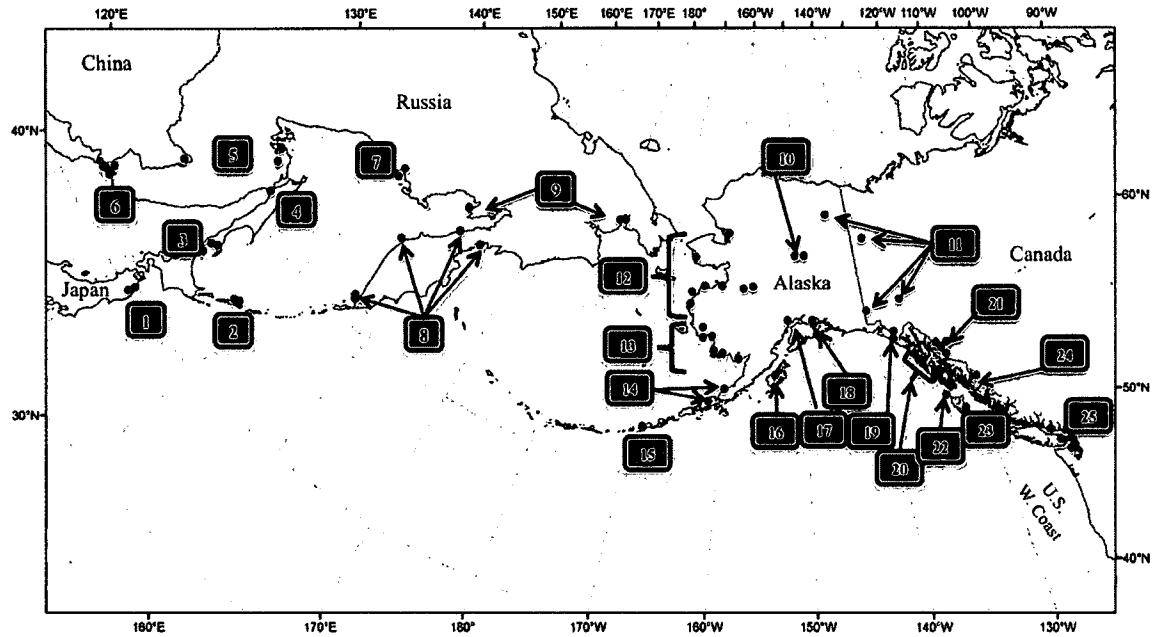 120°E 130°E 140°E 150°E 160°E 170°E 180° 160°W 140°W 120°W 110°W 100°W 90°W
China
Russia
40°N
5
7
10
9
60°N
6
4
3
11
Canada
12
Alaska
Japan
21
1
2
8
13
24
14
18
50°N
30°N
16
17
19
22
23
25
15
20
U.S.
W. Coast
40°N
160°E 170°E 180° 170°W 160°W 150°W 140°W 130°W